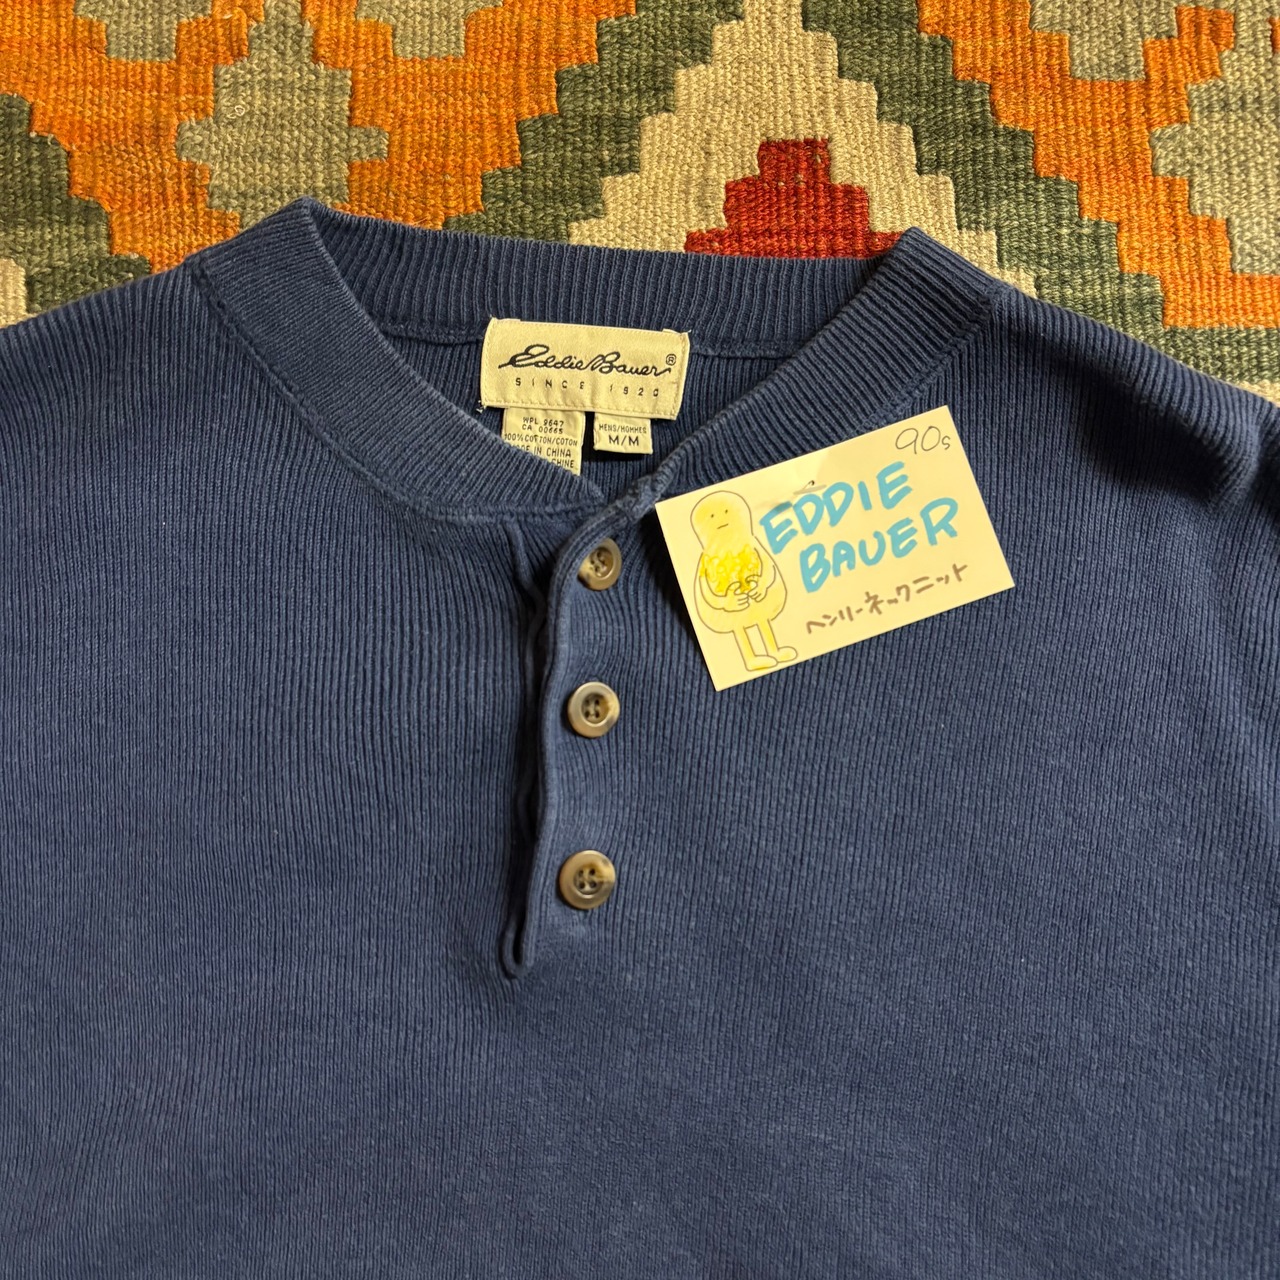 Eddie Bauer®
SINCE 1920
WPL 9647
CA 00665
100% COTTON/COTON
MADE IN CHINA
CHINE
MENS/HOMMES
M/M
90s
EDDIE
BAUER
ヘンリーネックニット